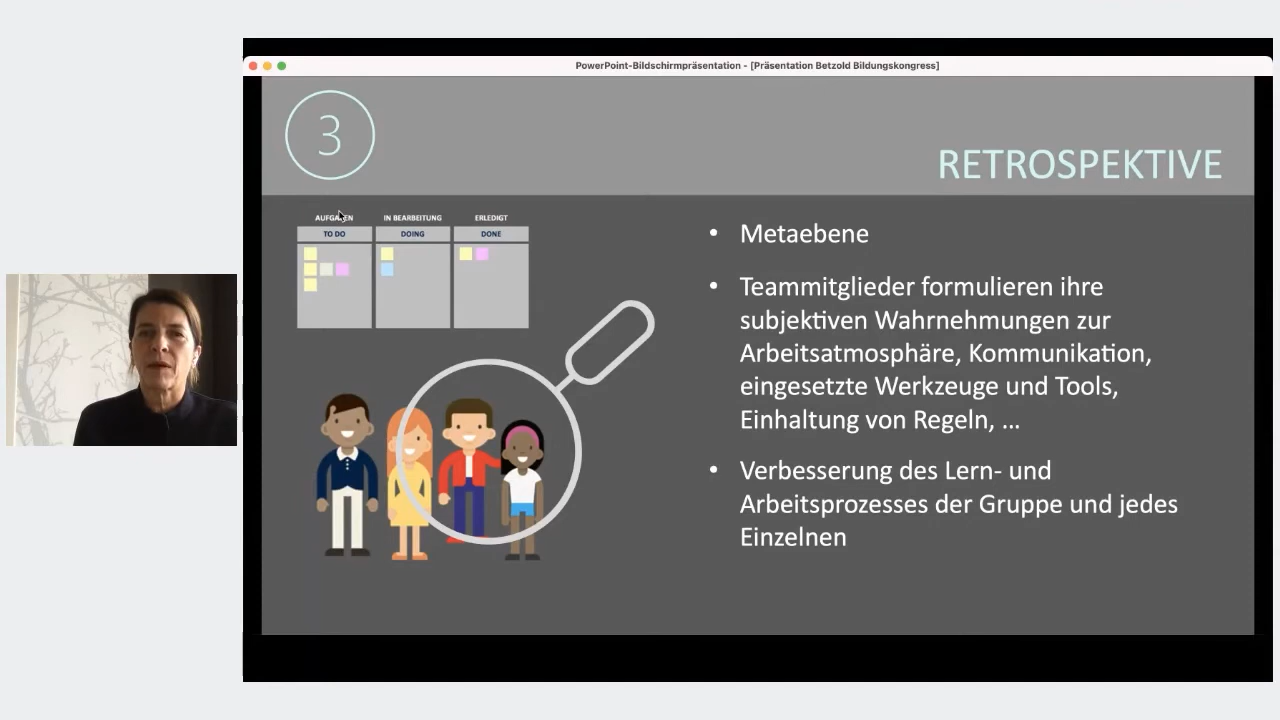 PowerPoint-Bildschirmpräsentation - [Präsentation Betzold Bildungskongress]
3
RETROSPEKTIVE
AUFGABEN IN BEARBEITUNG ERLEDIGT
TO DO DOING DONE
• Metaebene
• Teammitglieder formulieren ihre
subjektiven Wahrnehmungen zur
Arbeitsatmosphäre, Kommunikation,
eingesetzte Werkzeuge und Tools,
Einhaltung von Regeln, ...
• Verbesserung des Lern- und
Arbeitsprozesses der Gruppe und jedes
Einzelnen